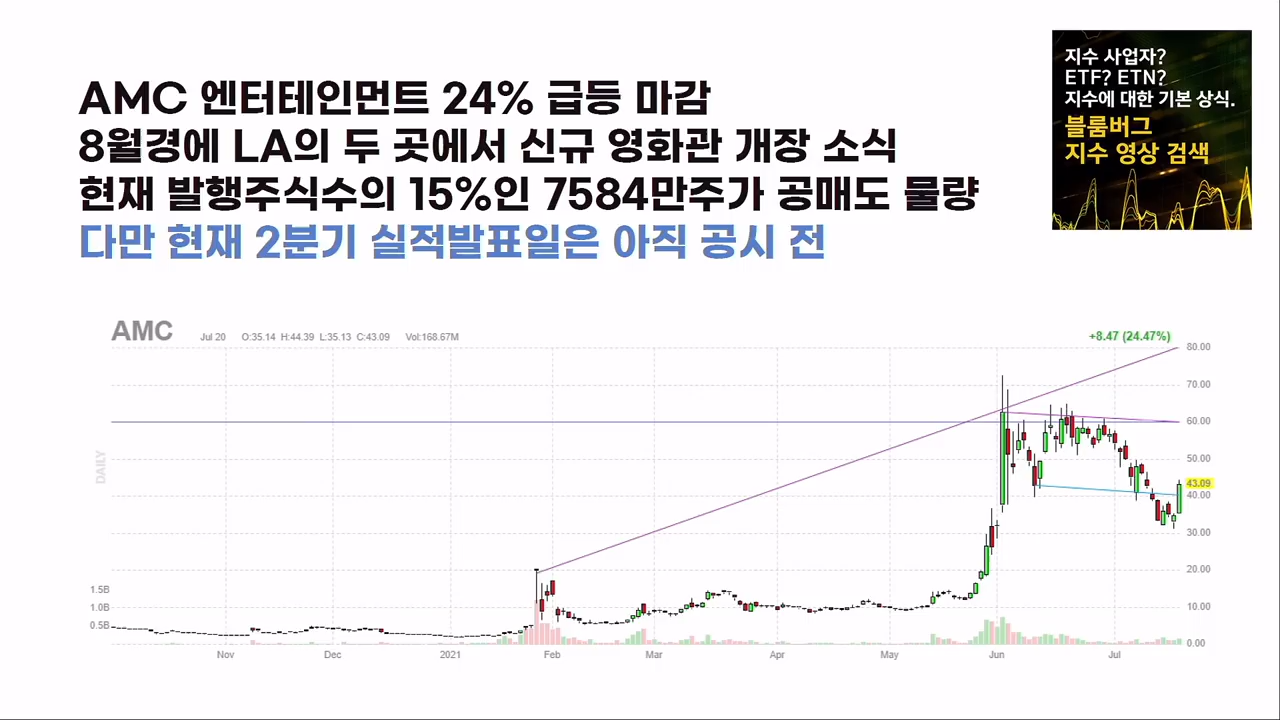 AMC 엔터테인먼트 24% 급등 마감
8월경에 LA의 두 곳에서 신규 영화관 개장 소식
현재 발행주식수의 15%인 7584만주가 공매도 물량
다만 현재 2분기 실적발표일은 아직 공시 전
지수 사업자?
ETF? ETN?
지수에 대한 기본 상식.
블룸버그
지수 영상 검색
AMC Jul 20 O:35.14 H:44.39 L:35.13 C:43.09 Vol:168.67M +8.47 (24.47%)
80.00
70.00
60.00
50.00
43.09
40.00
30.00
20.00
10.00
0.00
DAILY
1.5B
1.0B
0.5B
Nov Dec 2021 Feb Mar Apr May Jun Jul